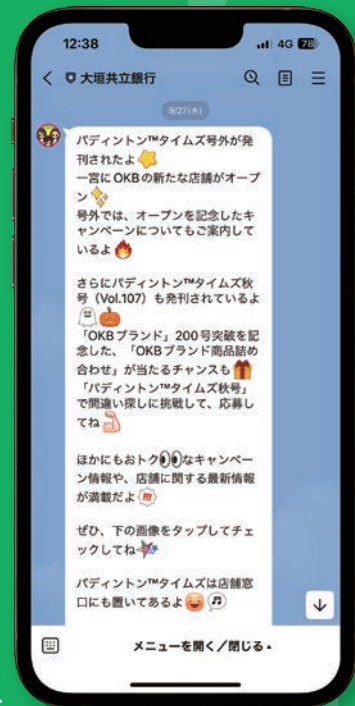 12:38
4G 78
大垣共立銀行
9/27(水)
パディントン™タイムズ号外が発
刊されたよ
一宮にOKBの新たな店舗がオープ
ン
号外では、オープンを記念したキ
ャンペーンについてもご案内して
いるよ
さらにパディントン™タイムズ秋
号（Vol.107）も発刊されているよ
「OKBブランド」200号突破を記
念した、「OKBブランド商品詰め
合わせ」が当たるチャンスも
「パディントン™タイムズ秋号」
で間違い探しに挑戦して、応募し
てね
ほかにもおトクなキャンペー
ン情報や、店舗に関する最新情報
が満載だよ!!!
ぜひ、下の画像をタップしてチェ
ックしてね
パディントン™タイムズは店舗窓
口にも置いてあるよ
メニューを開く／閉じる